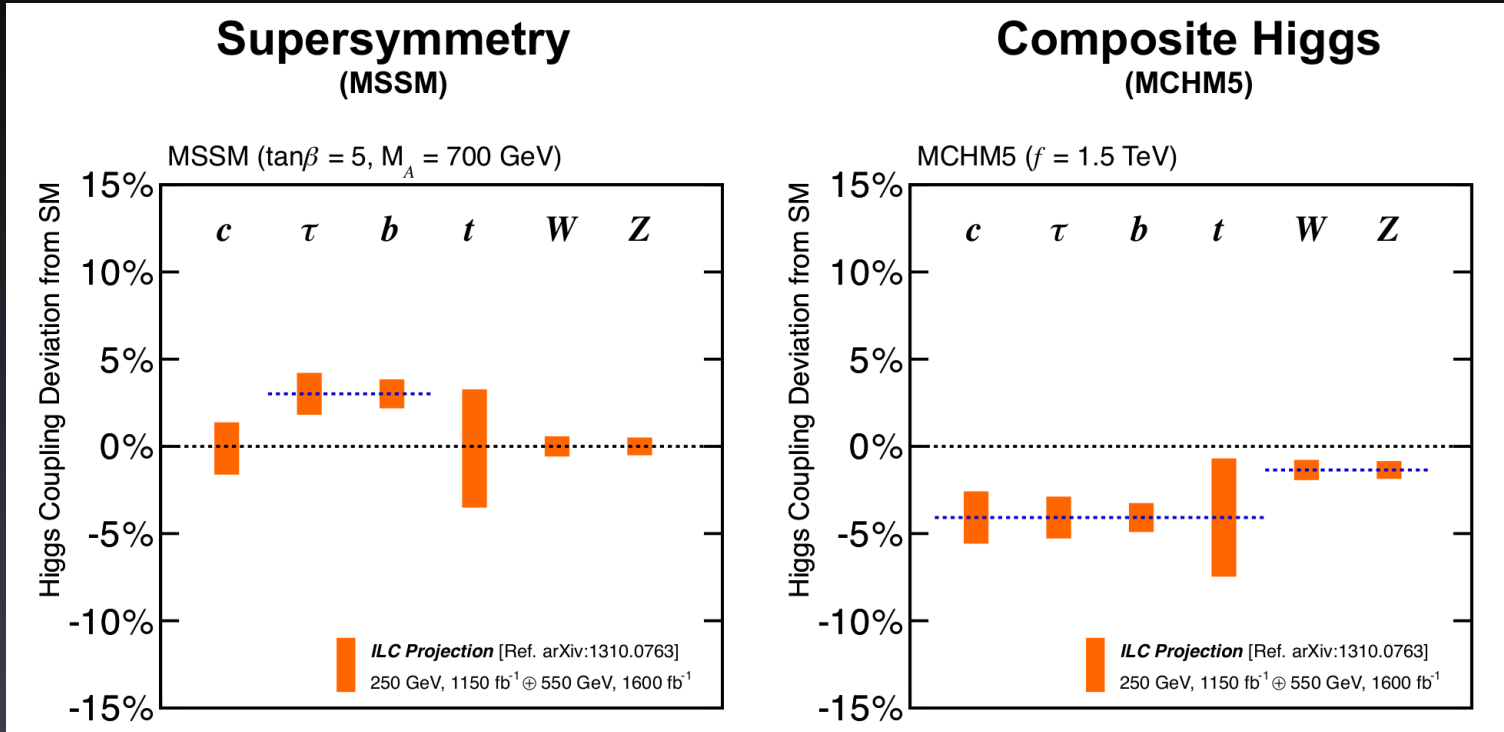 Supersymmetry
(MSSM)
MSSM (tanβ = 5, M_A = 700 GeV)
Higgs Coupling Deviation from SM
15%
10%
5%
0%
-5%
-10%
-15%
c τ b t W Z
ILC Projection [Ref. arXiv:1310.0763]
250 GeV, 1150 fb⁻¹ ⊕ 550 GeV, 1600 fb⁻¹
Composite Higgs
(MCHM5)
MCHM5 (f = 1.5 TeV)
Higgs Coupling Deviation from SM
15%
10%
5%
0%
-5%
-10%
-15%
c τ b t W Z
ILC Projection [Ref. arXiv:1310.0763]
250 GeV, 1150 fb⁻¹ ⊕ 550 GeV, 1600 fb⁻¹